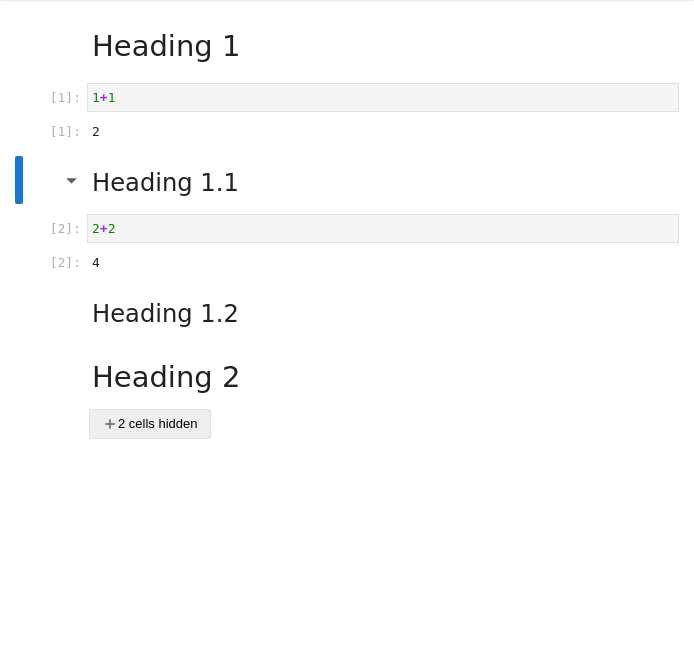 Heading 1
[1]: 1+1
[1]: 2
Heading 1.1
[2]: 2+2
[2]: 4
Heading 1.2
Heading 2
2 cells hidden